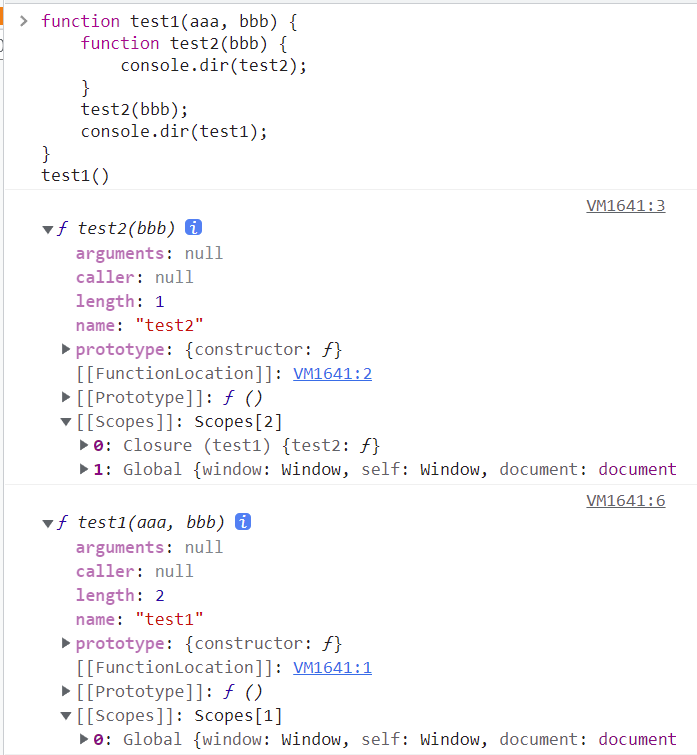 function test1(aaa, bbb) {
function test2(bbb) {
console.dir(test2);
}
test2(bbb);
console.dir(test1);
}
test1()
VM1641:3
ƒ test2(bbb) i
arguments: null
caller: null
length: 1
name: "test2"
prototype: {constructor: ƒ}
[[FunctionLocation]]: VM1641:2
[[Prototype]]: ƒ ()
[[Scopes]]: Scopes[2]
0: Closure (test1) {test2: ƒ}
1: Global {window: Window, self: Window, document: document
VM1641:6
ƒ test1(aaa, bbb) i
arguments: null
caller: null
length: 2
name: "test1"
prototype: {constructor: ƒ}
[[FunctionLocation]]: VM1641:1
[[Prototype]]: ƒ ()
[[Scopes]]: Scopes[1]
0: Global {window: Window, self: Window, document: document